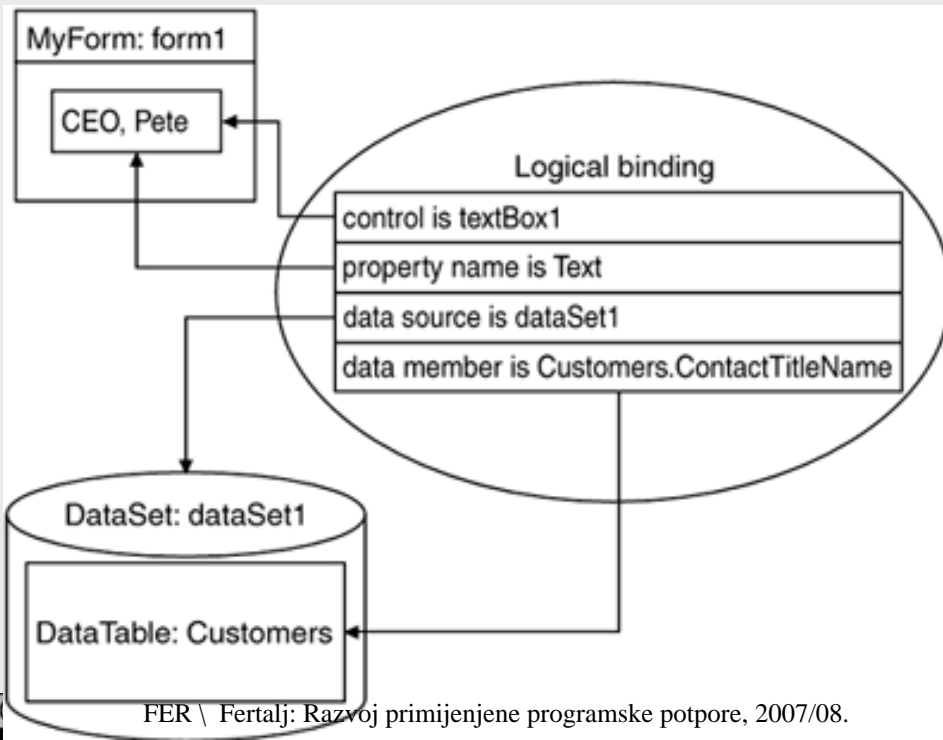 MyForm: form1
CEO, Pete
Logical binding
control is textBox1
property name is Text
data source is dataSet1
data member is Customers.ContactTitleName
DataSet: dataSet1
DataTable: Customers
FER \ Fertalj: Razvoj primijenjene programske potpore, 2007/08.